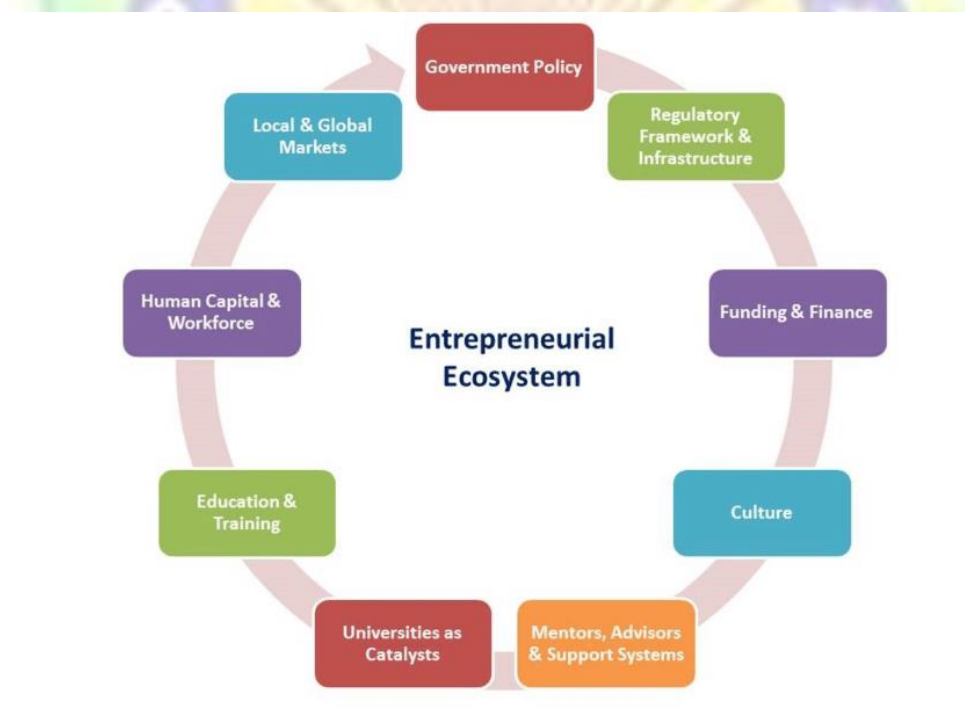 Government Policy
Regulatory
Framework &
Infrastructure
Funding & Finance
Culture
Mentors, Advisors
& Support Systems
Universities as
Catalysts
Education &
Training
Human Capital &
Workforce
Local & Global
Markets
Entrepreneurial
Ecosystem